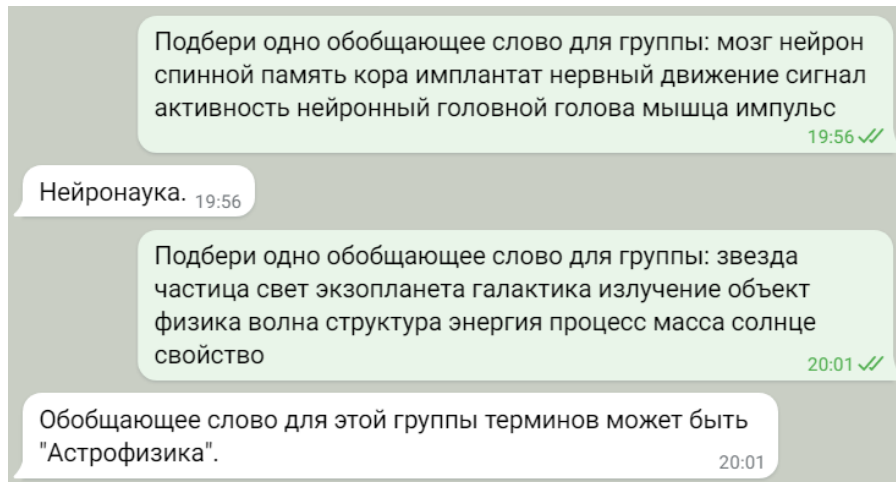 Подбери одно обобщающее слово для группы: мозг нейрон
спинной память кора имплантат нервный движение сигнал
активность нейронный головной голова мышца импульс
19:56
Нейронаука. 19:56
Подбери одно обобщающее слово для группы: звезда
частица свет экзопланета галактика излучение объект
физика волна структура энергия процесс масса солнце
свойство
20:01
Обобщающее слово для этой группы терминов может быть
"Астрофизика".
20:01